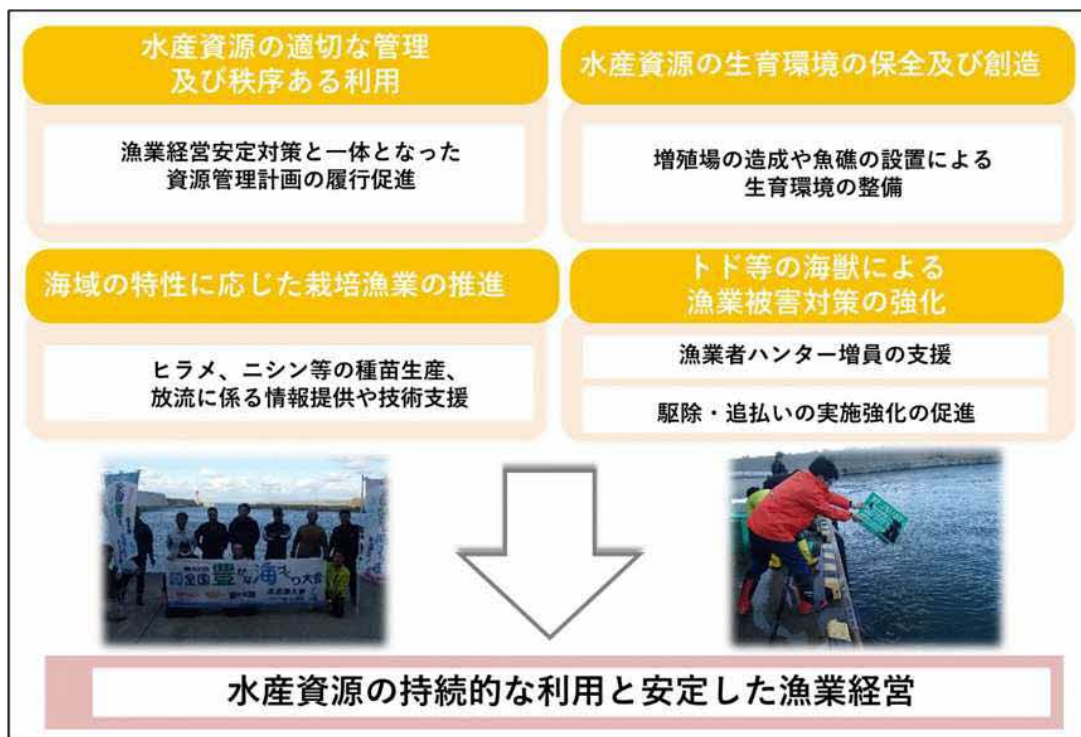 水産資源の適切な管理
及び秩序ある利用
漁業経営安定対策と一体となった
資源管理計画の履行促進
水産資源の生育環境の保全及び創造
増殖場の造成や魚礁の設置による
生育環境の整備
海域の特性に応じた栽培漁業の推進
ヒラメ、ニシン等の種苗生産、
放流に係る情報提供や技術支援
トド等の海獣による
漁業被害対策の強化
漁業者ハンター増員の支援
駆除・追払いの実施強化の促進
全国豊かな海づくり大会
水産資源の持続的な利用と安定した漁業経営